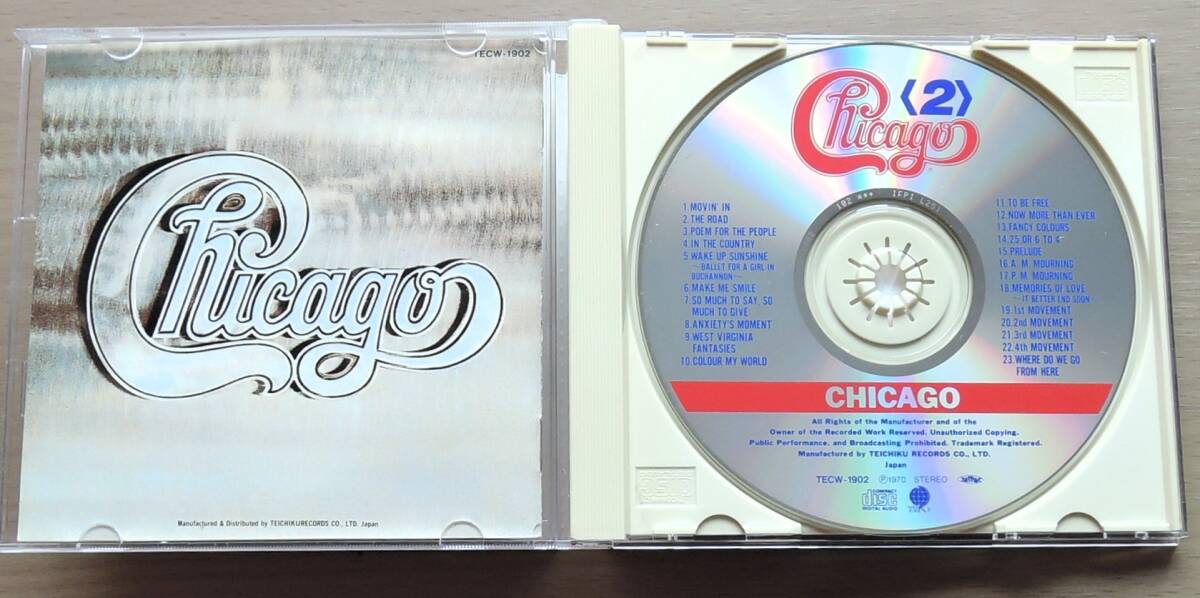 TECW-1902
Chicago
Manufactured & Distributed by TEICHIKU RECORDS CO., LTD. Japan
Chicago
〈2〉
1.MOVIN' IN
2.THE ROAD
3.POEM FOR THE PEOPLE
4.IN THE COUNTRY
5.WAKE UP SUNSHINE
~BALLET FOR A GIRL IN
BUCHANNON~
6.MAKE ME SMILE
7.SO MUCH TO SAY, SO
MUCH TO GIVE
8.ANXIETY'S MOMENT
9.WEST VIRGINIA
FANTASIES
10.COLOUR MY WORLD
11.TO BE FREE
12.NOW MORE THAN EVER
13.FANCY COLOURS
14.25 OR 6 TO 4
15.PRELUDE
16.A. M. MOURNING
17.P. M. MOURNING
18.MEMORIES OF LOVE
~IT BETTER END SOON~
19.1st MOVEMENT
20.2nd MOVEMENT
21.3rd MOVEMENT
22.4th MOVEMENT
23.WHERE DO WE GO
FROM HERE
CHICAGO
All Rights of the Manufacturer and of the
Owner of the Recorded Work Reserved. Unauthorized Copying,
Public Performance, and Broadcasting Prohibited. Trademark Registered.
Manufactured by TEICHIKU RECORDS CO., LTD.
Japan
TECW-1902 Ⓟ1970 STEREO
COMPACT
disc
DIGITAL AUDIO